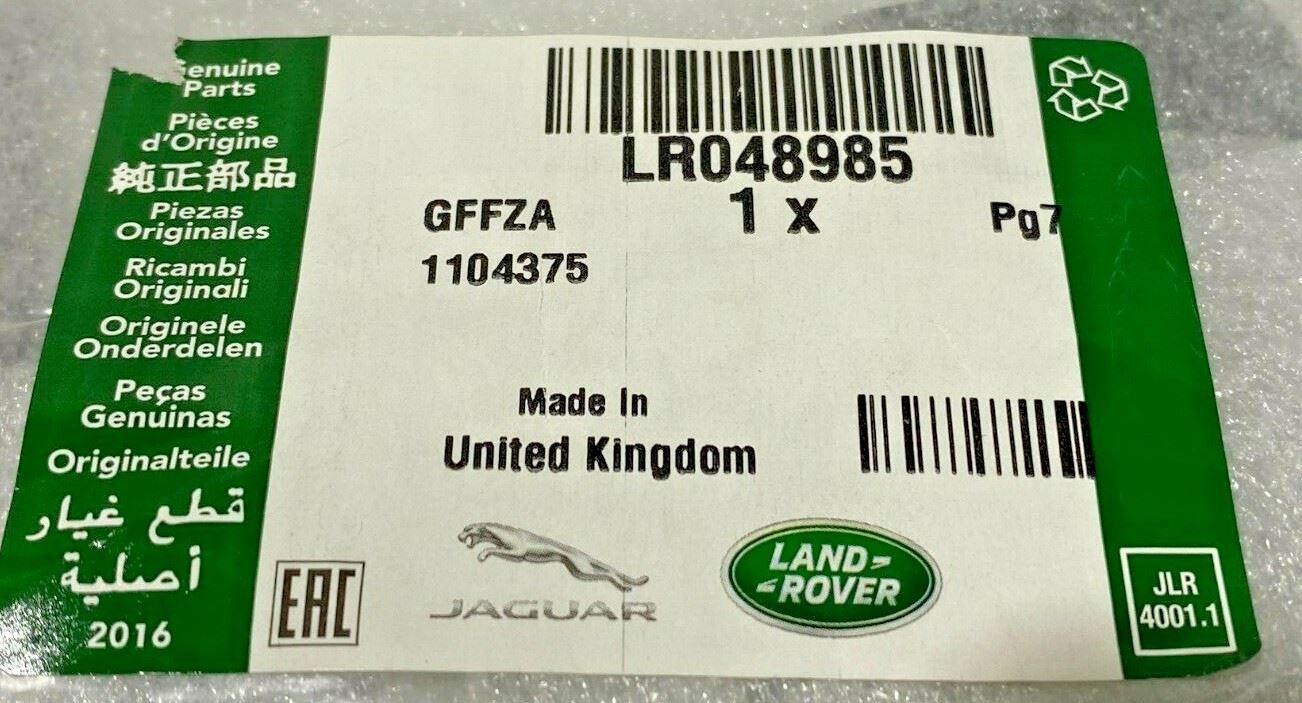 enuine
Parts
Pièces
d'Origine
純正部品
Piezas
Originales
Ricambi
Originali
Originele
Onderdelen
Peças
Genuinas
Originalteile
قطع غيار
أصلية
2016
LR048985
GFFZA
1 x
Pg7
1104375
Made In
United Kingdom
EAC
JAGUAR
LAND
ROVER
JLR
4001.1